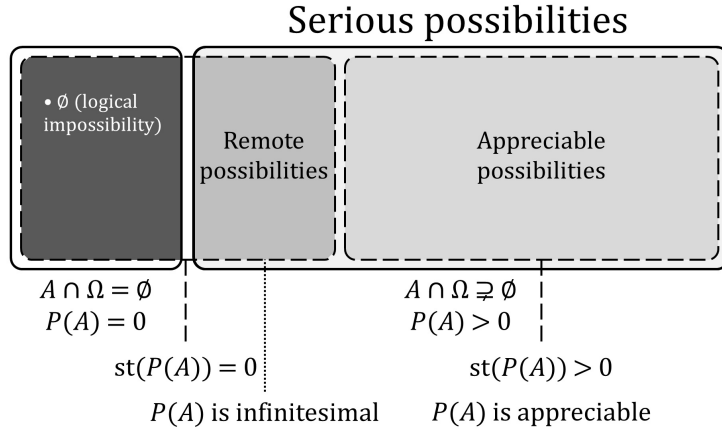 Serious possibilities
• ∅ (logical
impossibility)
Remote
possibilities
Appreciable
possibilities
A ∩ Ω = ∅
P(A) = 0
A ∩ Ω ⊋ ∅
P(A) > 0
st(P(A)) = 0
st(P(A)) > 0
P(A) is infinitesimal
P(A) is appreciable